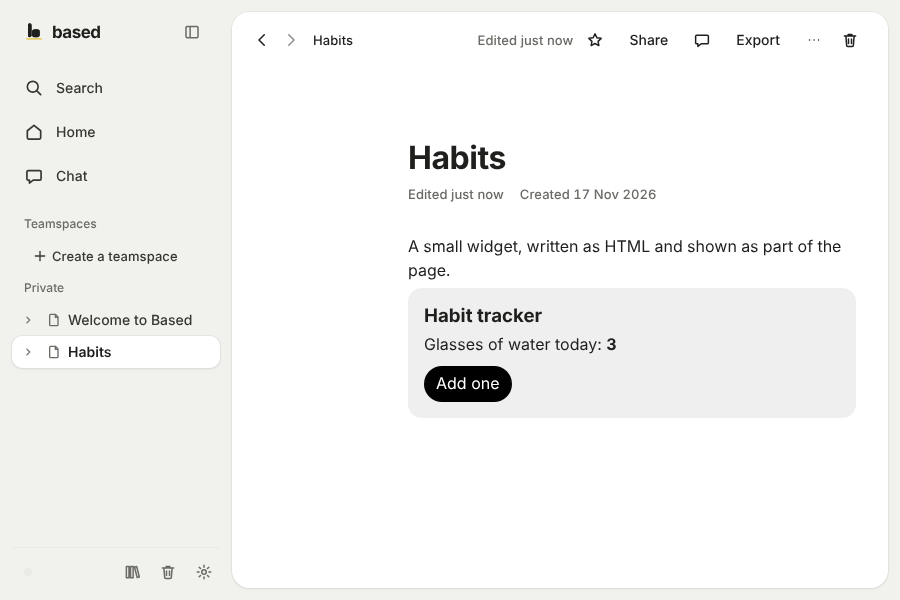 based
Search
Home
Chat
Teamspaces
Create a teamspace
Private
Welcome to Based
Habits
Habits
Edited just now
Share
Export
Habits
Edited just now Created 17 Nov 2026
A small widget, written as HTML and shown as part of the
page.
Habit tracker
Glasses of water today: 3
Add one